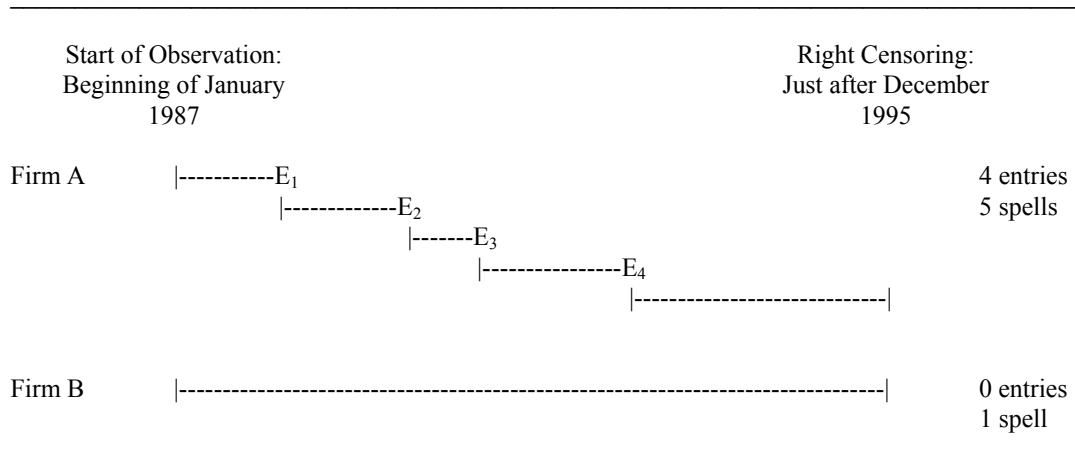 Start of Observation:
Beginning of January
1987
Right Censoring:
Just after December
1995
Firm A |-----------E₁ 4 entries
|-------------E₂ 5 spells
|-------E₃
|----------------E₄
|-----------------------------|
Firm B |--------------------------------------------------------------------------------| 0 entries
1 spell